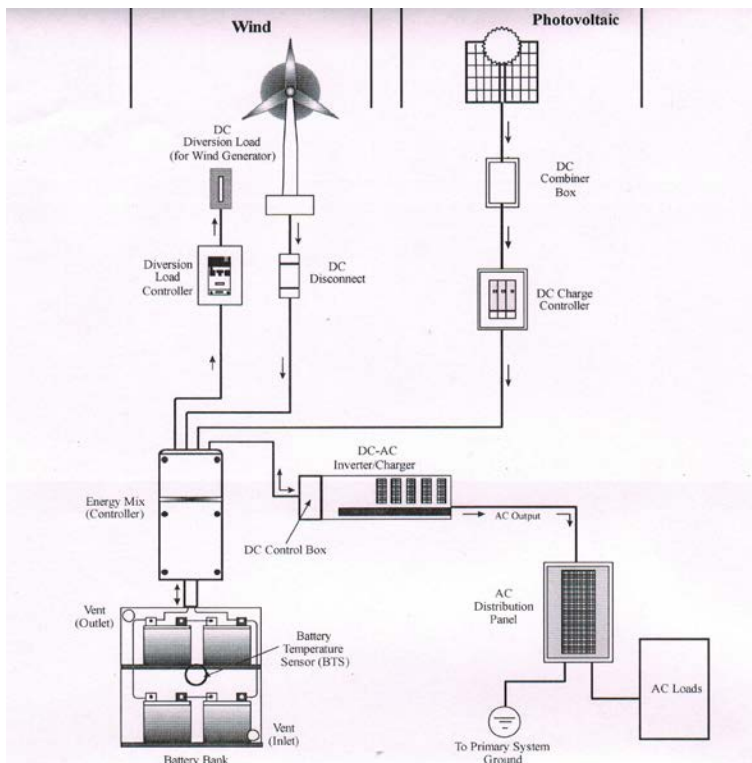 Wind
Photovoltaic
DC
Diversion Load
(for Wind Generator)
DC
Combiner
Box
Diversion
Load
Controller
DC
Disconnect
DC Charge
Controller
DC-AC
Inverter/Charger
Energy Mix
(Controller)
AC Output
DC Control Box
AC
Distribution
Panel
Vent
(Outlet)
Battery
Temperature
Sensor (BTS)
AC Loads
Vent
(Inlet)
To Primary System
Ground
Battery Bank